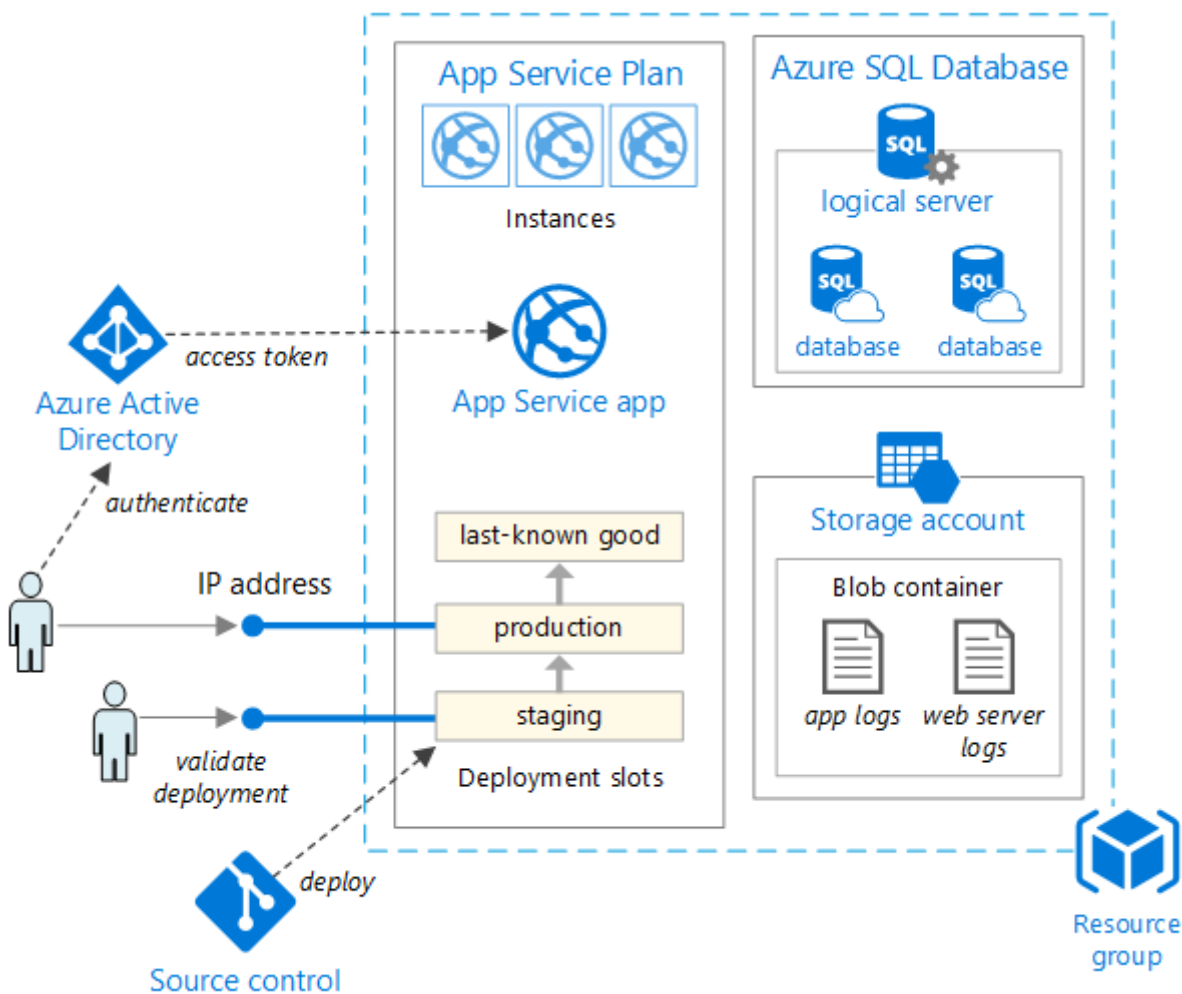 App Service Plan
Instances
App Service app
access token
Azure Active
Directory
authenticate
IP address
last-known good
production
staging
Deployment slots
validate
deployment
deploy
Source control
Azure SQL Database
SQL
logical server
SQL
SQL
database
database
Storage account
Blob container
app logs
web server
logs
Resource
group